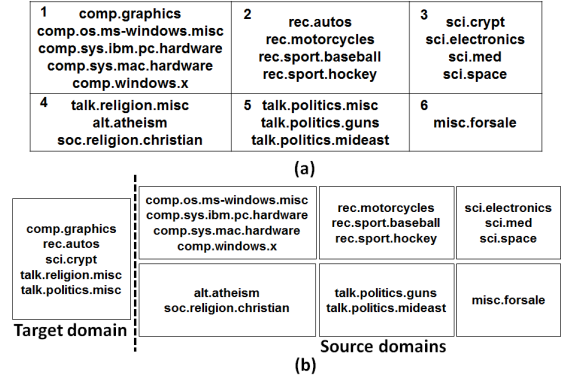 1 comp.graphics
comp.os.ms-windows.misc
comp.sys.ibm.pc.hardware
comp.sys.mac.hardware
comp.windows.x
2 rec.autos
rec.motorcycles
rec.sport.baseball
rec.sport.hockey
3 sci.crypt
sci.electronics
sci.med
sci.space
4 talk.religion.misc
alt.atheism
soc.religion.christian
5 talk.politics.misc
talk.politics.guns
talk.politics.mideast
6
misc.forsale
(a)
comp.graphics
rec.autos
sci.crypt
talk.religion.misc
talk.politics.misc
Target domain
comp.os.ms-windows.misc
comp.sys.ibm.pc.hardware
comp.sys.mac.hardware
comp.windows.x
rec.motorcycles
rec.sport.baseball
rec.sport.hockey
sci.electronics
sci.med
sci.space
alt.atheism
soc.religion.christian
talk.politics.guns
talk.politics.mideast
misc.forsale
Source domains
(b)